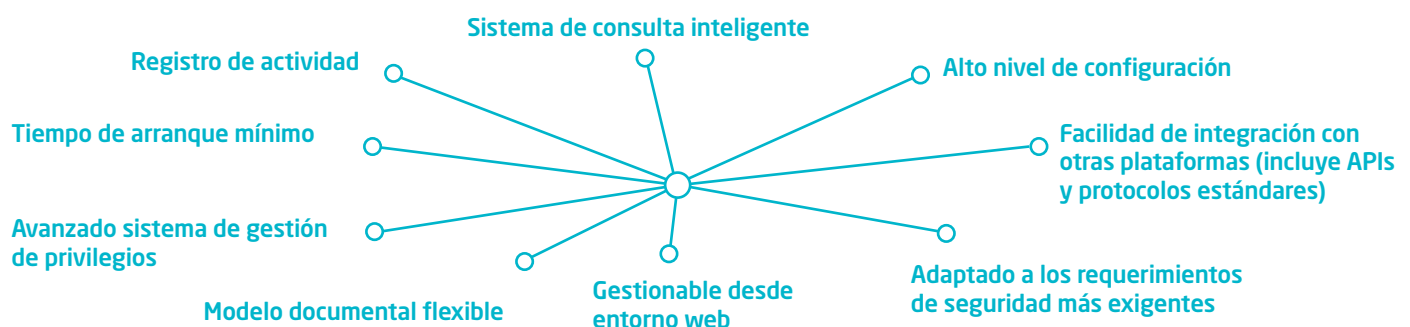 Sistema de consulta inteligente
Registro de actividad
Alto nivel de configuración
Tiempo de arranque mínimo
Facilidad de integración con
otras plataformas (incluye APIs
y protocolos estándares)
Avanzado sistema de gestión
de privilegios
Adaptado a los requerimientos
de seguridad más exigentes
Modelo documental flexible
Gestionable desde
entorno web